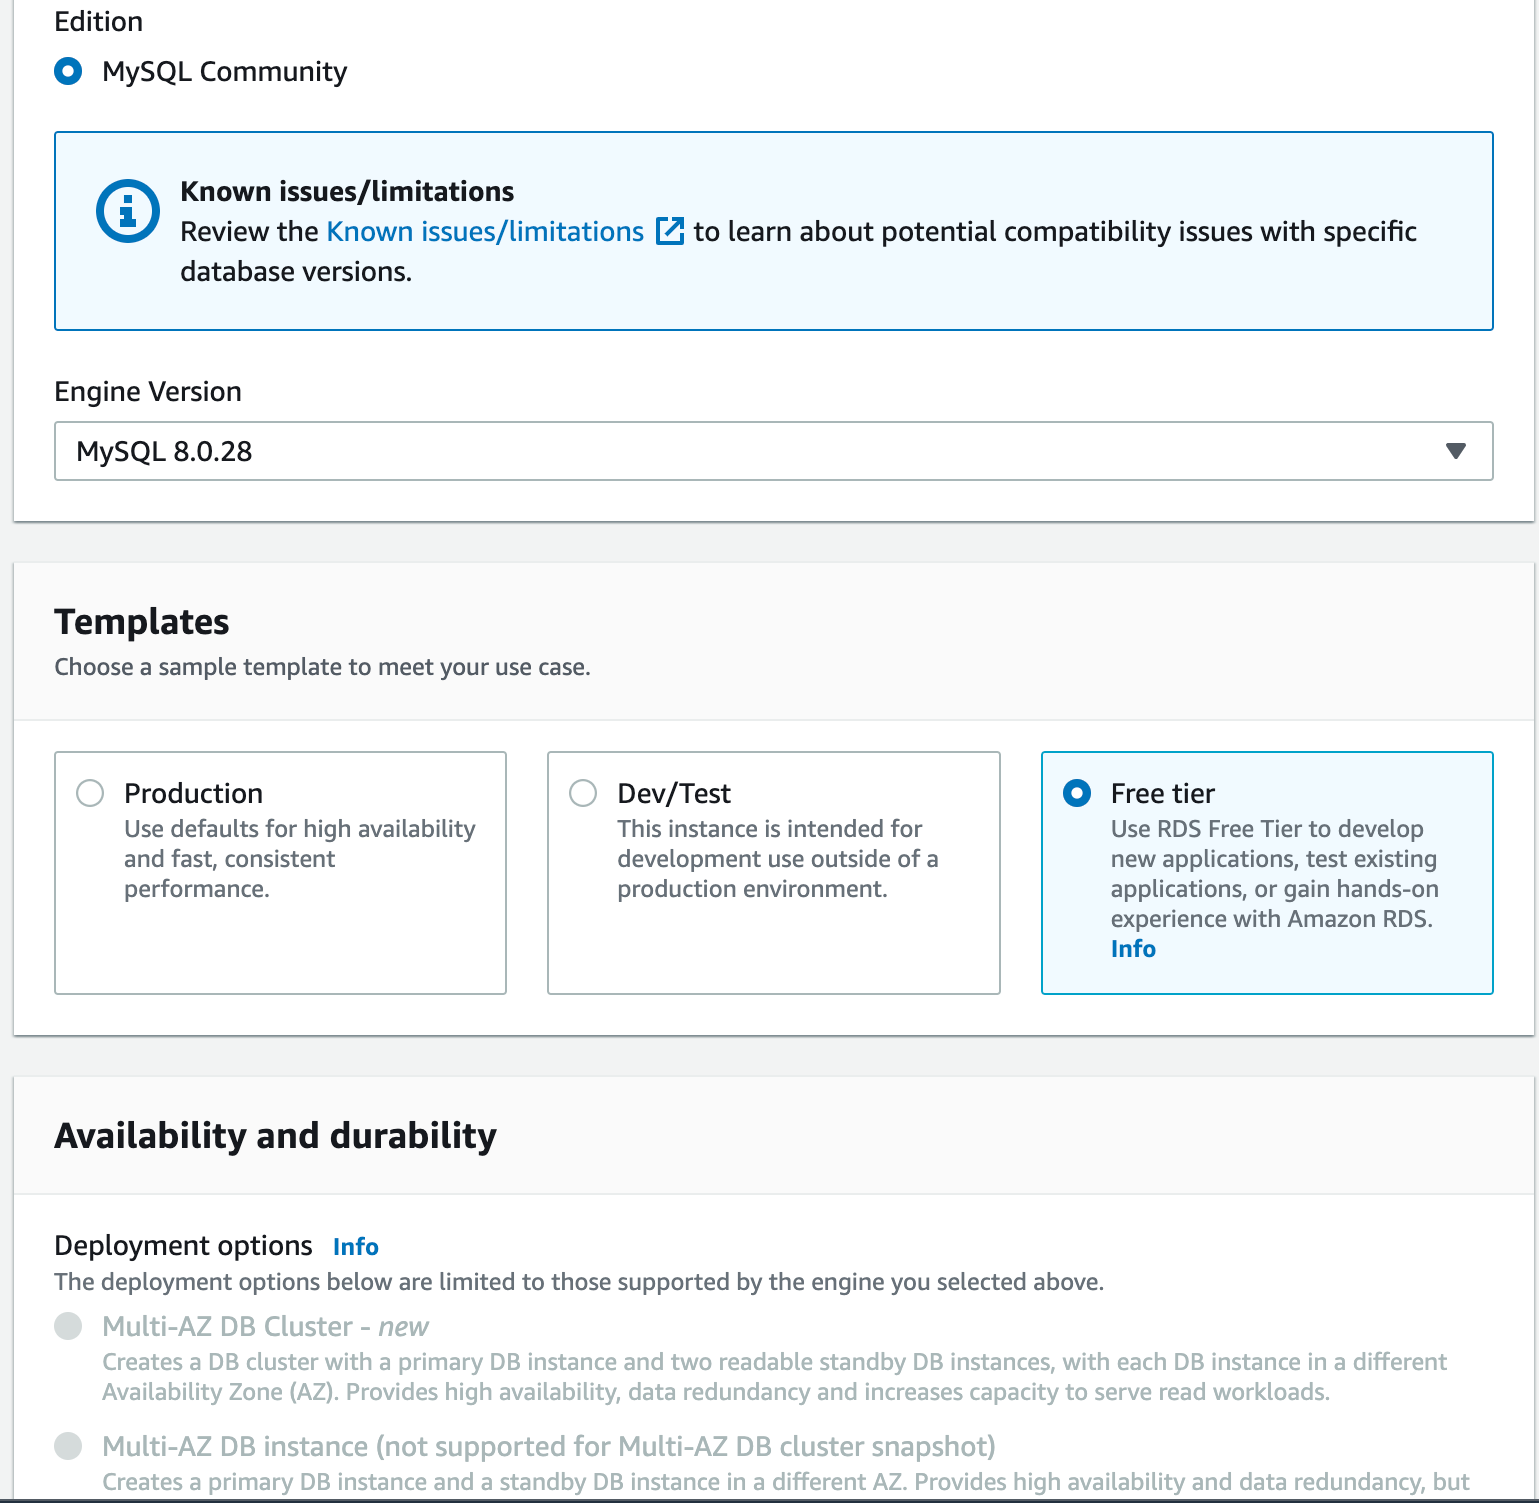 Edition
MySQL Community
Known issues/limitations
Review the Known issues/limitations to learn about potential compatibility issues with specific
database versions.
Engine Version
MySQL 8.0.28
Templates
Choose a sample template to meet your use case.
Production
Use defaults for high availability
and fast, consistent
performance.
Dev/Test
This instance is intended for
development use outside of a
production environment.
Free tier
Use RDS Free Tier to develop
new applications, test existing
applications, or gain hands-on
experience with Amazon RDS.
Info
Availability and durability
Deployment options Info
The deployment options below are limited to those supported by the engine you selected above.
Multi-AZ DB Cluster - new
Creates a DB cluster with a primary DB instance and two readable standby DB instances, with each DB instance in a different
Availability Zone (AZ). Provides high availability, data redundancy and increases capacity to serve read workloads.
Multi-AZ DB instance (not supported for Multi-AZ DB cluster snapshot)
Creates a primary DB instance and a standby DB instance in a different AZ. Provides high availability and data redundancy, but